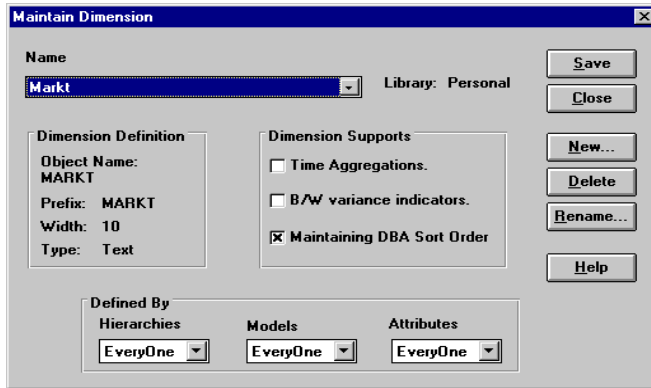 Maintain Dimension
Name
Markt
Library: Personal
Save
Close
Dimension Definition
Object Name:
MARKT
Prefix: MARKT
Width: 10
Type: Text
Dimension Supports
Time Aggregations.
B/W variance indicators.
Maintaining DBA Sort Order
New...
Delete
Rename...
Help
Defined By
Hierarchies Models Attributes
EveryOne EveryOne EveryOne